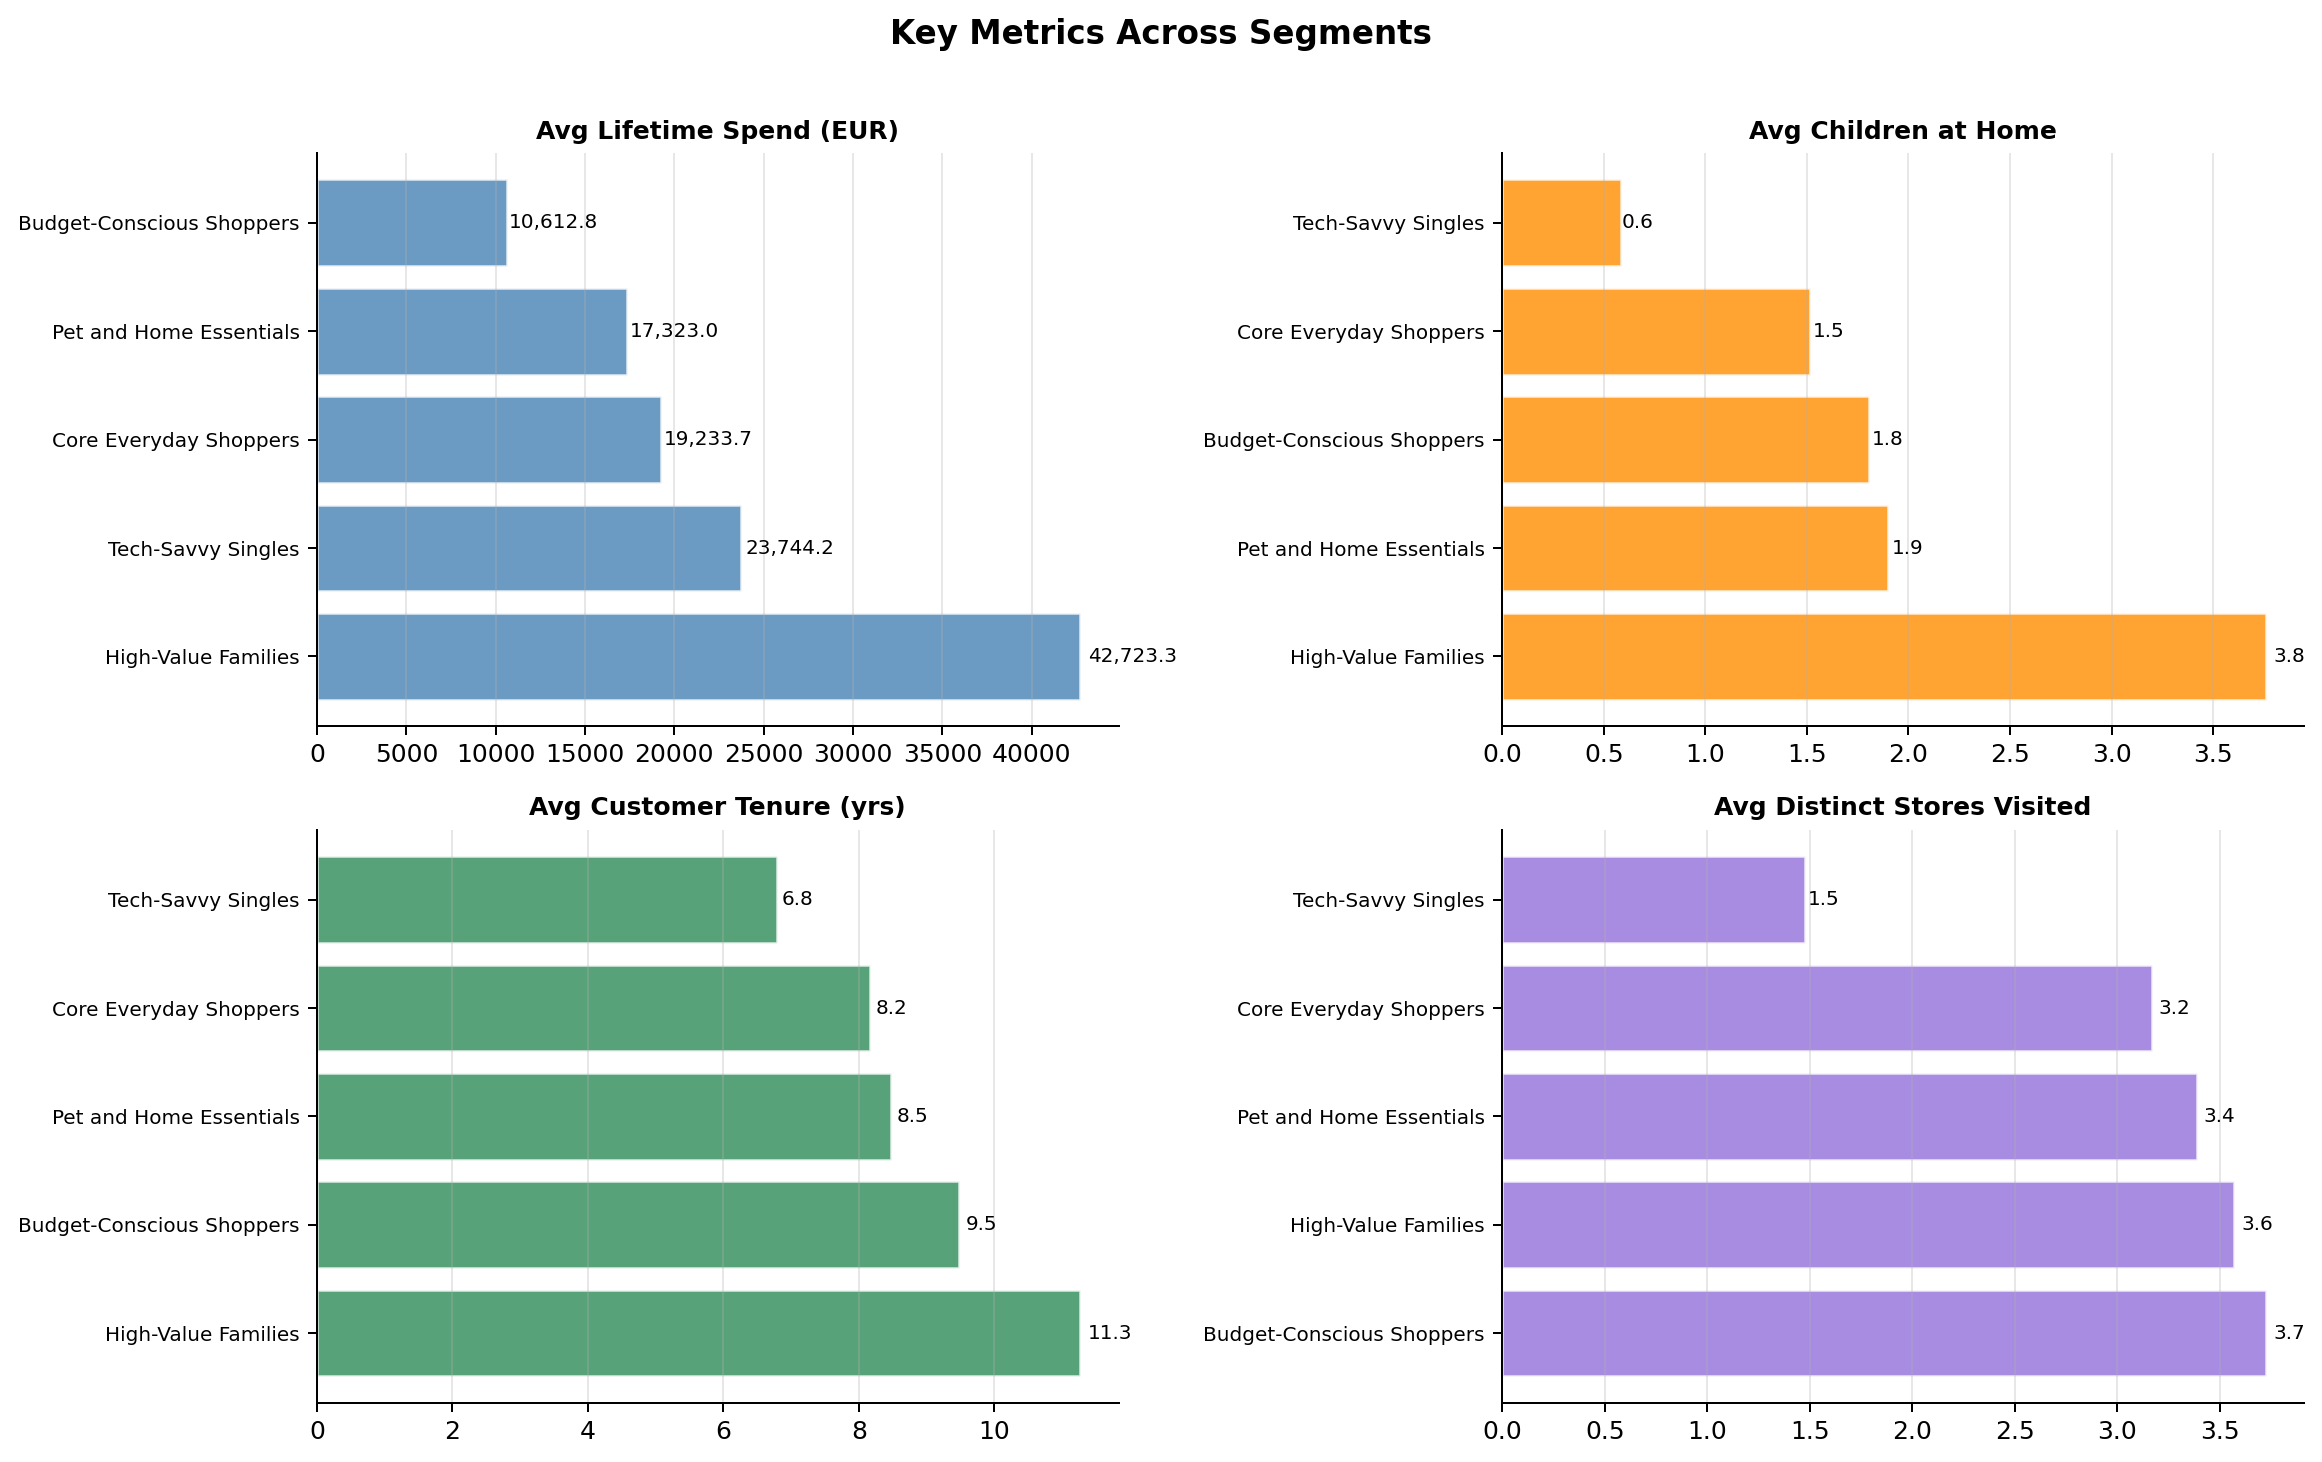 Key Metrics Across Segments
Avg Lifetime Spend (EUR)
Budget-Conscious Shoppers 10,612.8
Pet and Home Essentials 17,323.0
Core Everyday Shoppers 19,233.7
Tech-Savvy Singles 23,744.2
High-Value Families 42,723.3
0 5000 10000 15000 20000 25000 30000 35000 40000
Avg Children at Home
Tech-Savvy Singles 0.6
Core Everyday Shoppers 1.5
Budget-Conscious Shoppers 1.8
Pet and Home Essentials 1.9
High-Value Families 3.8
0.0 0.5 1.0 1.5 2.0 2.5 3.0 3.5
Avg Customer Tenure (yrs)
Tech-Savvy Singles 6.8
Core Everyday Shoppers 8.2
Pet and Home Essentials 8.5
Budget-Conscious Shoppers 9.5
High-Value Families 11.3
0 2 4 6 8 10
Avg Distinct Stores Visited
Tech-Savvy Singles 1.5
Core Everyday Shoppers 3.2
Pet and Home Essentials 3.4
High-Value Families 3.6
Budget-Conscious Shoppers 3.7
0.0 0.5 1.0 1.5 2.0 2.5 3.0 3.5